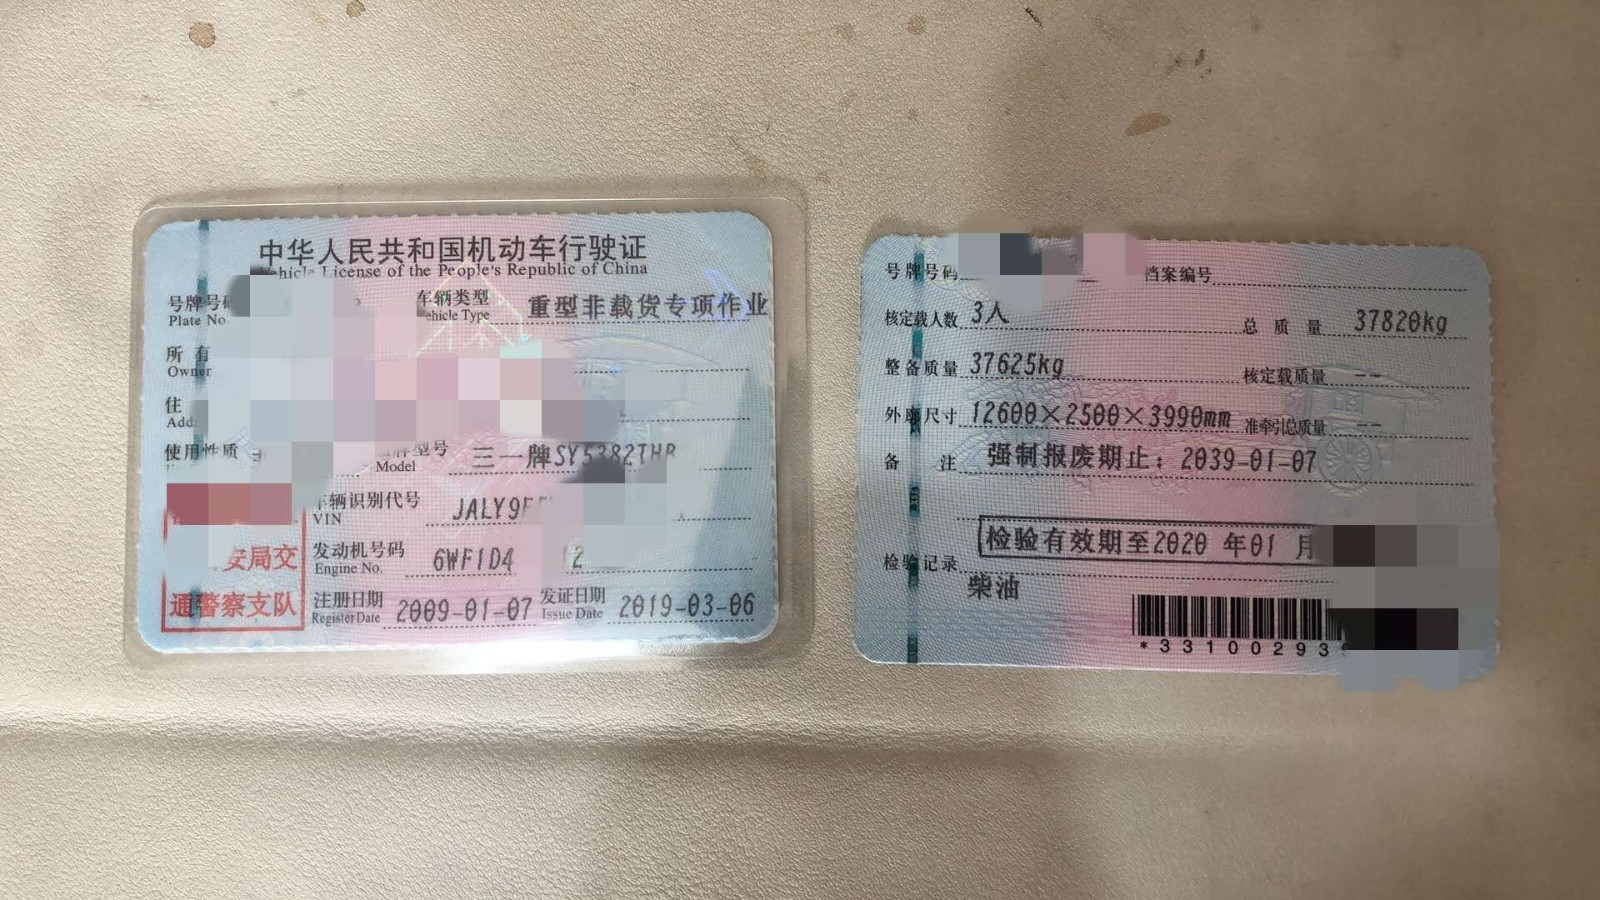 中华人民共和国机动车行驶证
Vehicle License of the People's Republic of China
号牌号码
Plate No.
车辆类型 重型非载货专项作业
Vehicle Type
所 有
Owner
住
Add.
使用性质
型号 三一牌SY5382THB
Model
车辆识别代号 JALY9F
VIN
安局交
通警察支队
发动机号码 6WF1D4 2
Engine No.
注册日期 2009-01-07 发证日期 2019-03-06
Register Date Issue Date
号牌号码 档案编号
核定载人数 3人 总 质 量 37820kg
整备质量 37625kg 核定载质量 --
外廓尺寸 12600×2500×3990mm 准牵引总质量 --
备 注 强制报废期止：2039-01-07
检验有效期至2020 年01 月
检验记录
柴油
*33100293